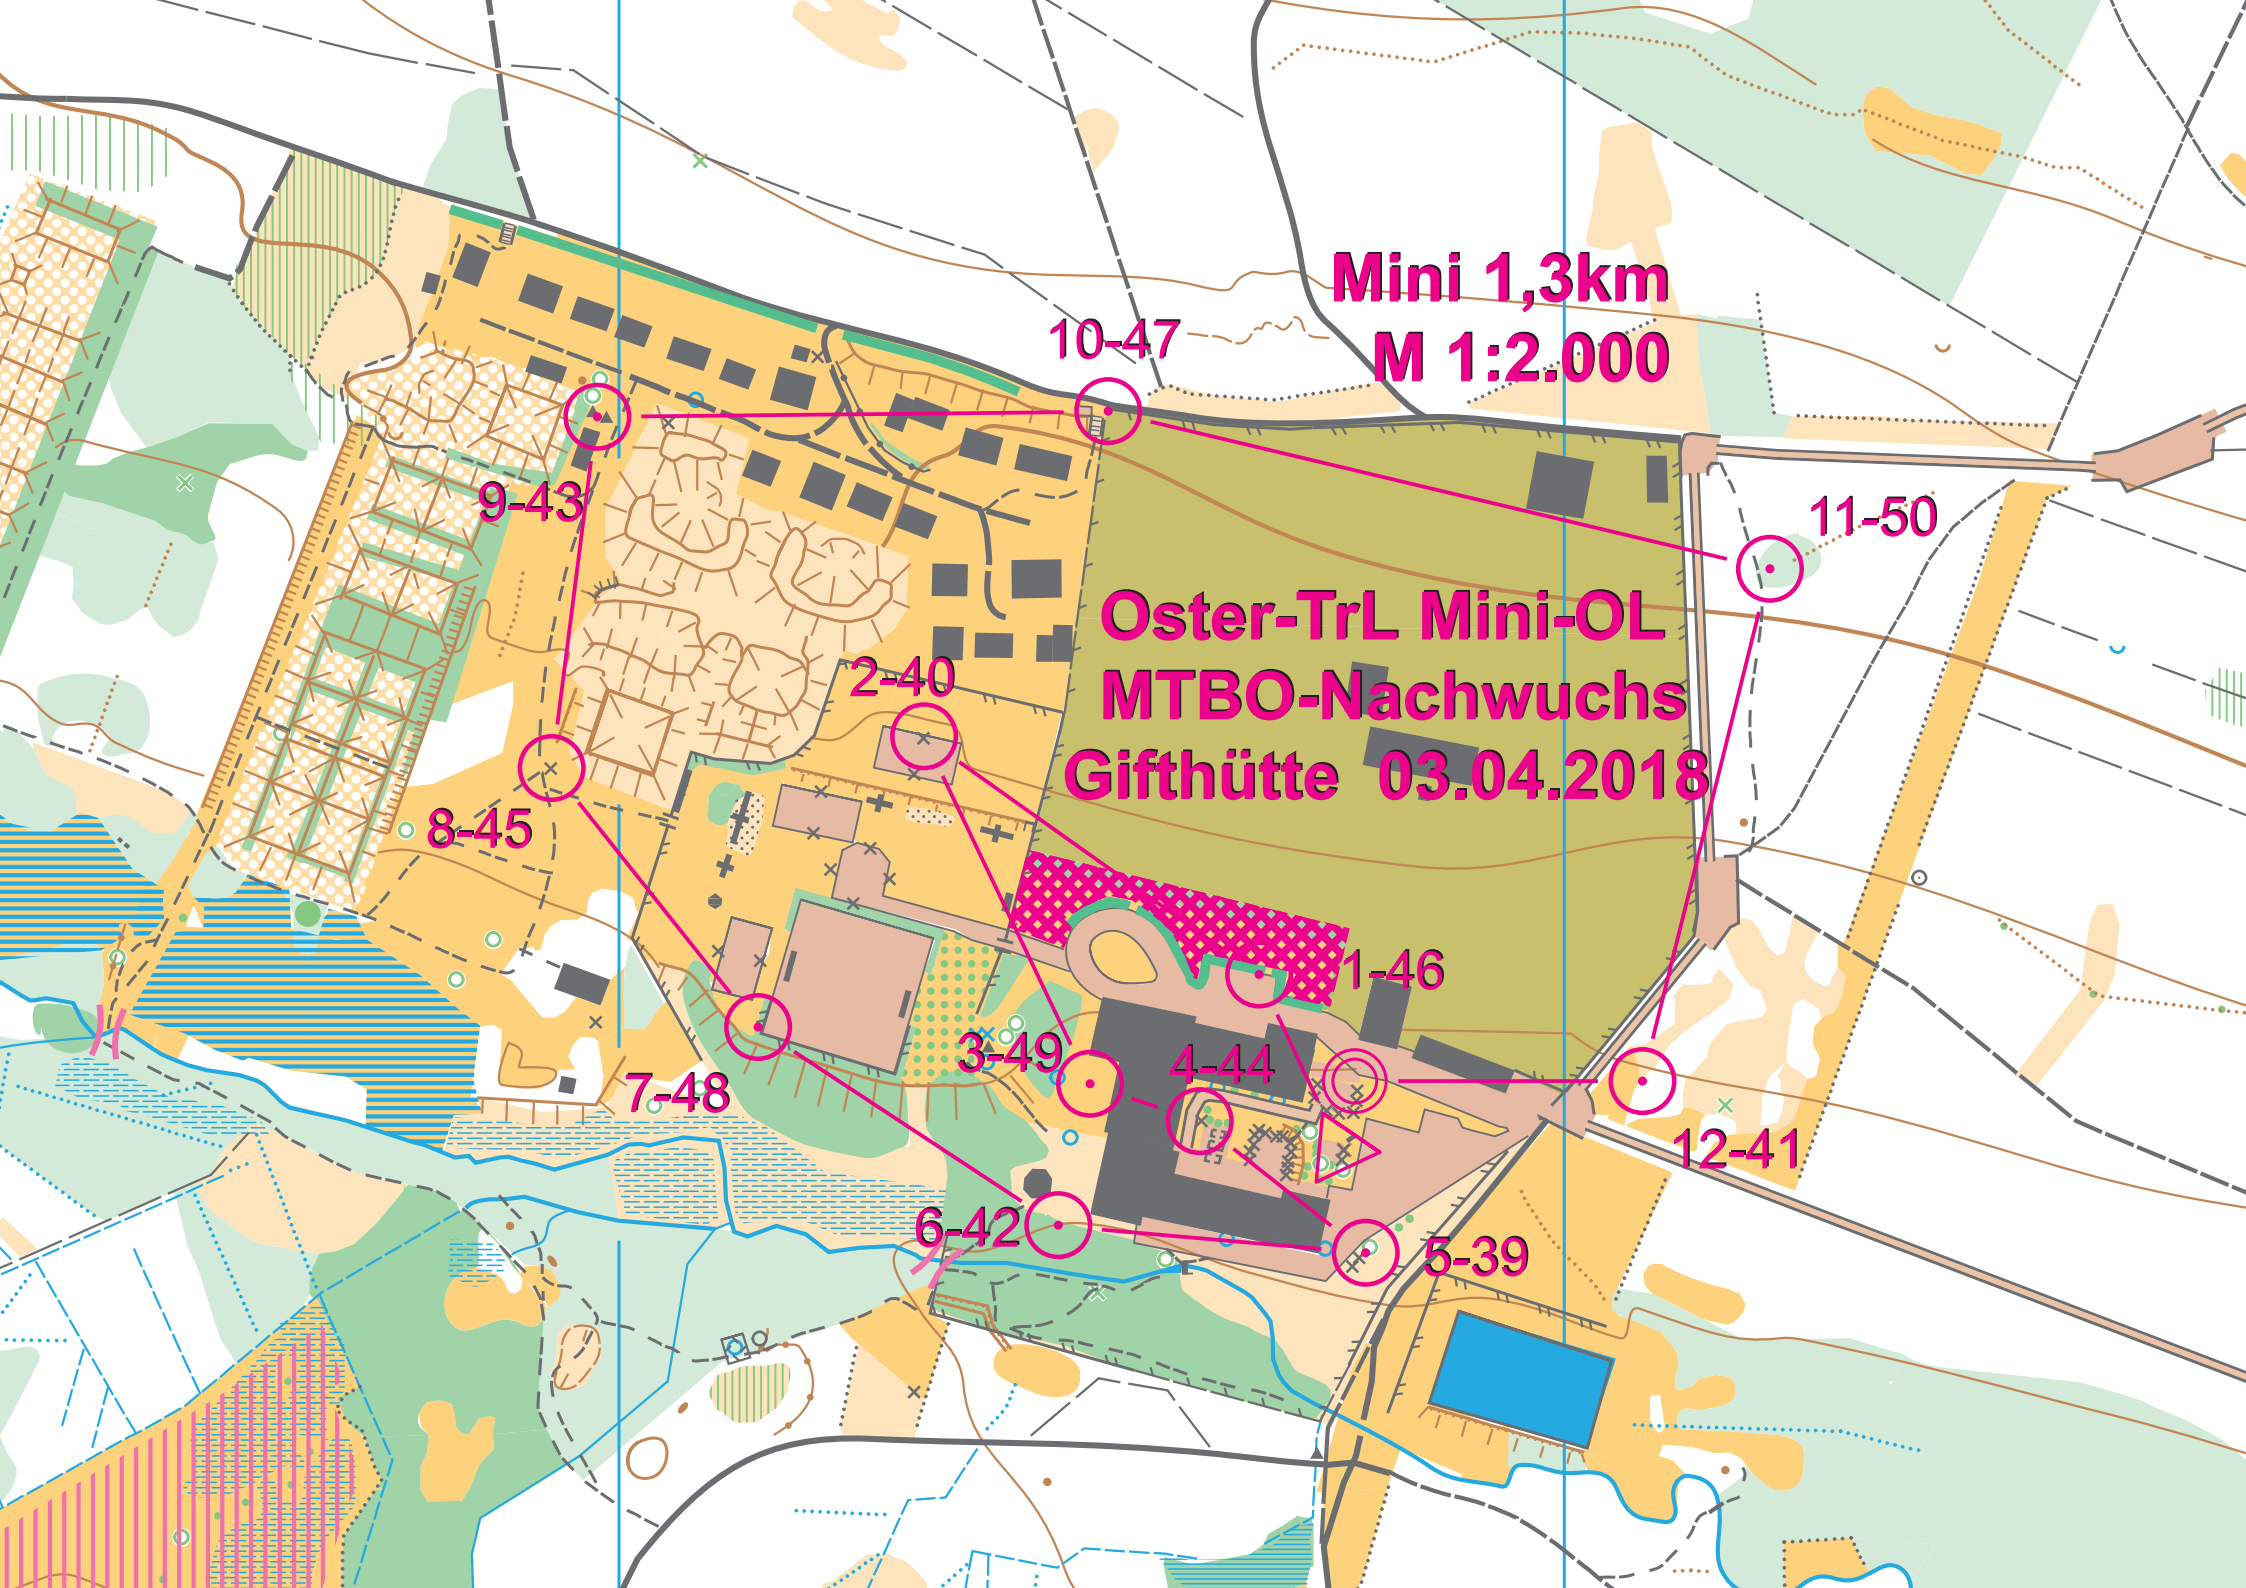 Mini 1,3km
10-47
M 1:2.000
9-43
11-50
Oster-TrL Mini-OL
2-40
MTBO-Nachwuchs
Gifthütte 03.04.2018
8-45
1-46
3-49
4-44
7-48
12-41
6-42
5-39